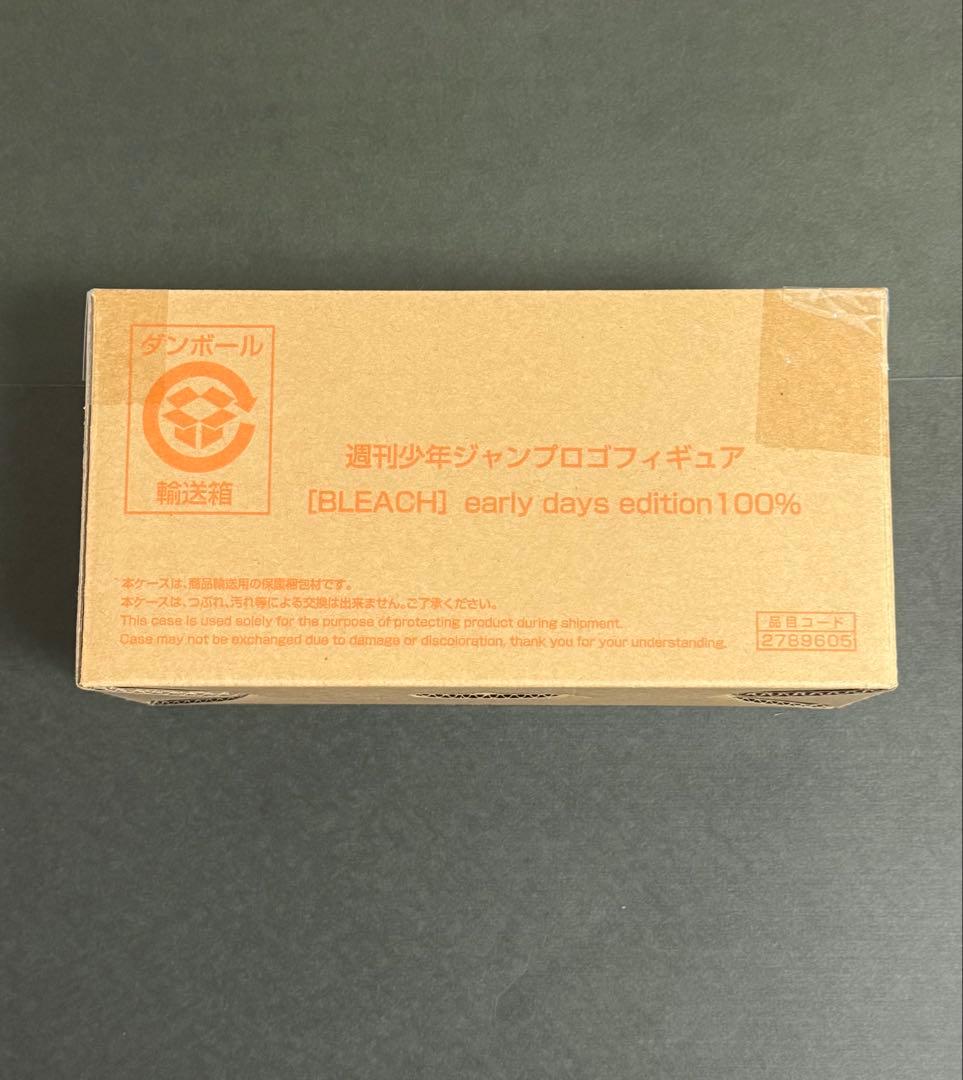 ダンボール
輸送箱
週刊少年ジャンプロゴフィギュア
[BLEACH] early days edition100%
本ケースは、商品輸送用の保護梱包材です。
本ケースは、つぶれ、汚れ等による交換は出来ません。ご了承ください。
This case is used solely for the purpose of protecting product during shipment.
Case may not be exchanged due to damage or discoloration, thank you for your understanding.
品目コード
2789605